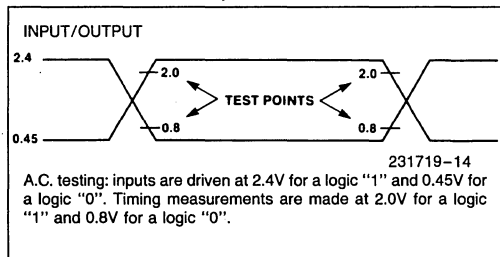 INPUT/OUTPUT
2.4
2.0
2.0
TEST POINTS
0.8
0.8
0.45
231719-14
A.C. testing: inputs are driven at 2.4V for a logic "1" and 0.45V for
a logic "0". Timing measurements are made at 2.0V for a logic
"1" and 0.8V for a logic "0".